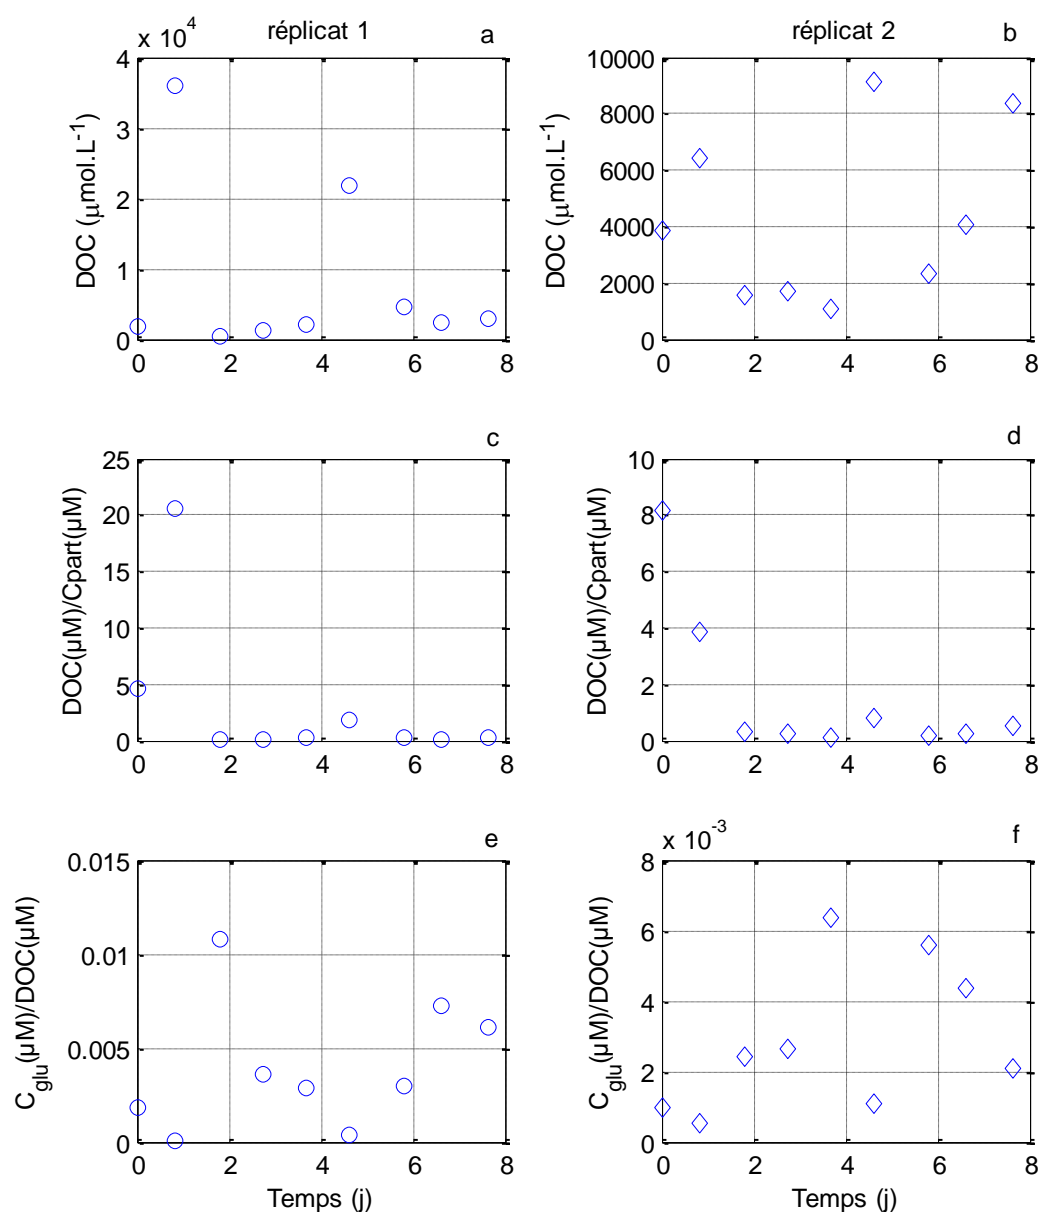 réplicat 1
a
x 10^4
4
3
2
1
0
0 2 4 6 8
DOC (μmol.L^-1)
réplicat 2
b
10000
8000
6000
4000
2000
0
0 2 4 6 8
DOC (μmol.L^-1)
c
25
20
15
10
5
0
0 2 4 6 8
DOC(µM)/Cpart(µM)
d
10
8
6
4
2
0
0 2 4 6 8
DOC(µM)/Cpart(µM)
e
0.015
0.01
0.005
0
0 2 4 6 8
C_glu(µM)/DOC(µM)
Temps (j)
f
x 10^-3
8
6
4
2
0
0 2 4 6 8
C_glu(µM)/DOC(µM)
Temps (j)